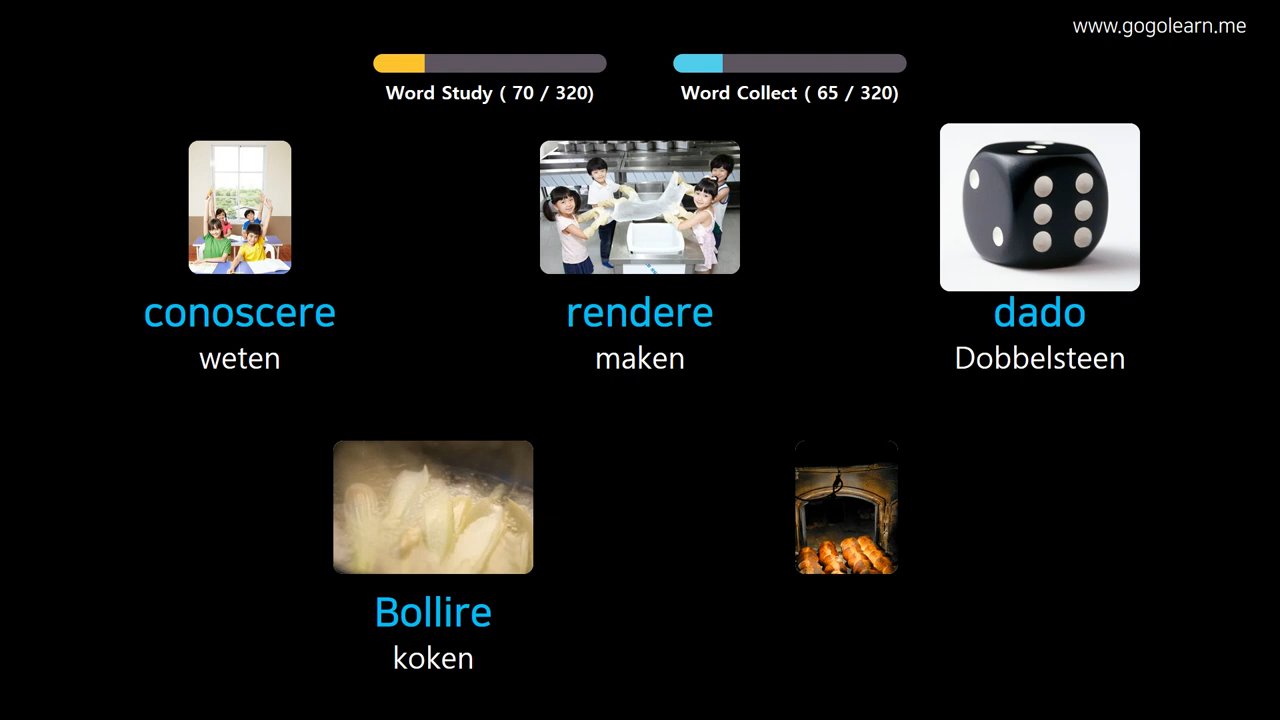 www.gogolearn.me
Word Study ( 70 / 320)
Word Collect ( 65 / 320)
conoscere
weten
rendere
maken
dado
Dobbelsteen
Bollire
koken